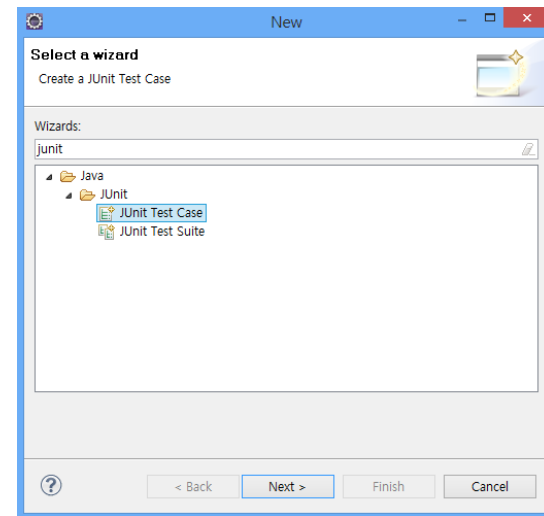 New
Select a wizard
Create a JUnit Test Case
Wizards:
junit
Java
JUnit
JUnit Test Case
JUnit Test Suite
< Back Next > Finish Cancel